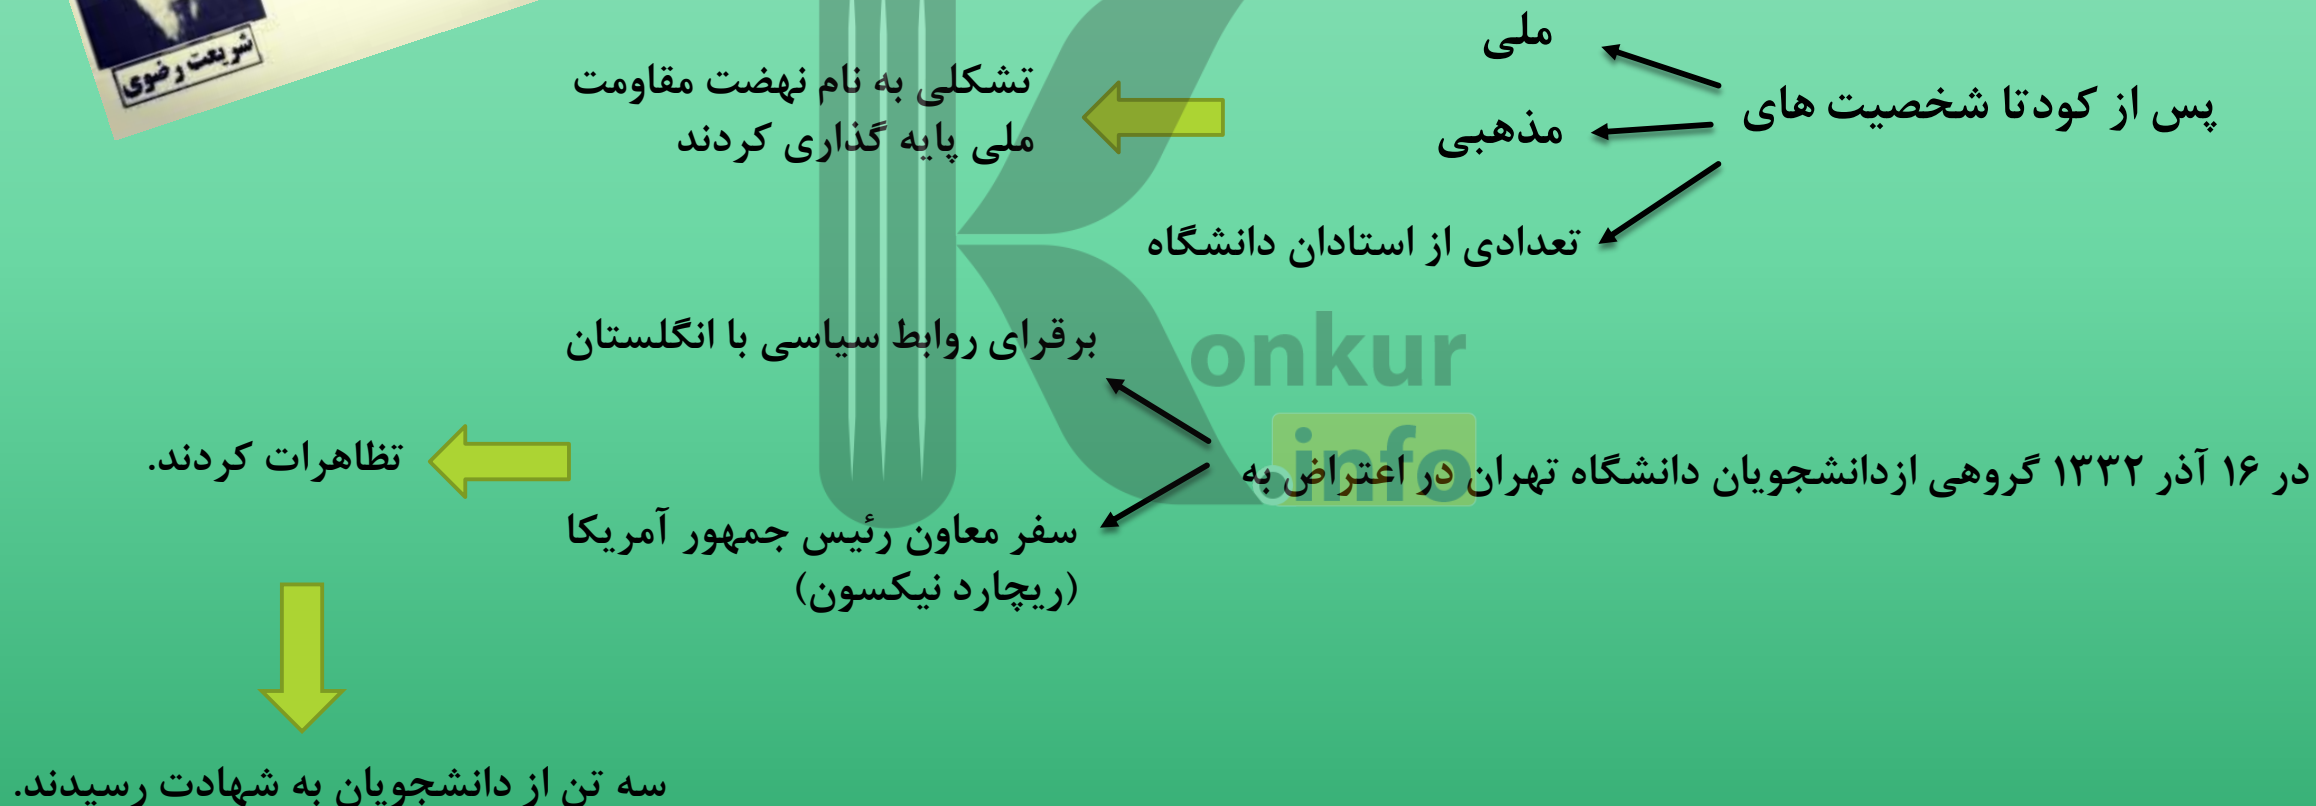 پس از کودتا شخصیت های
ملی
مذهبی
تعدادی از استادان دانشگاه
تشکلی به نام نهضت مقاومت
ملی پایه گذاری کردند
شریعت رضوی
در ۱۶ آذر ۱۳۳۲ گروهی ازدانشجویان دانشگاه تهران در اعتراض به
برقرای روابط سیاسی با انگلستان
سفر معاون رئیس جمهور آمریکا
(ریچارد نیکسون)
تظاهرات کردند.
سه تن از دانشجویان به شهادت رسیدند.
Konkur
.info